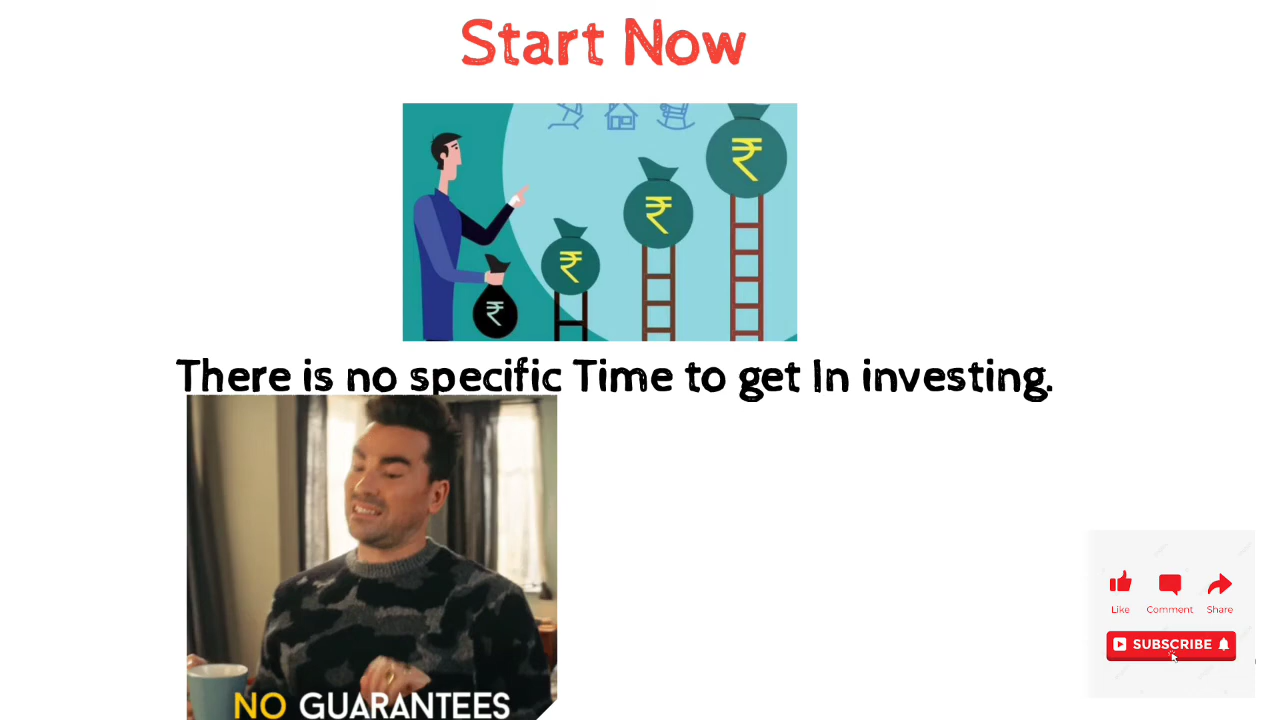 Start Now
₹
₹
₹
₹
There is no specific Time to get In investing.
NO GUARANTEES
Like Comment Share
SUBSCRIBE